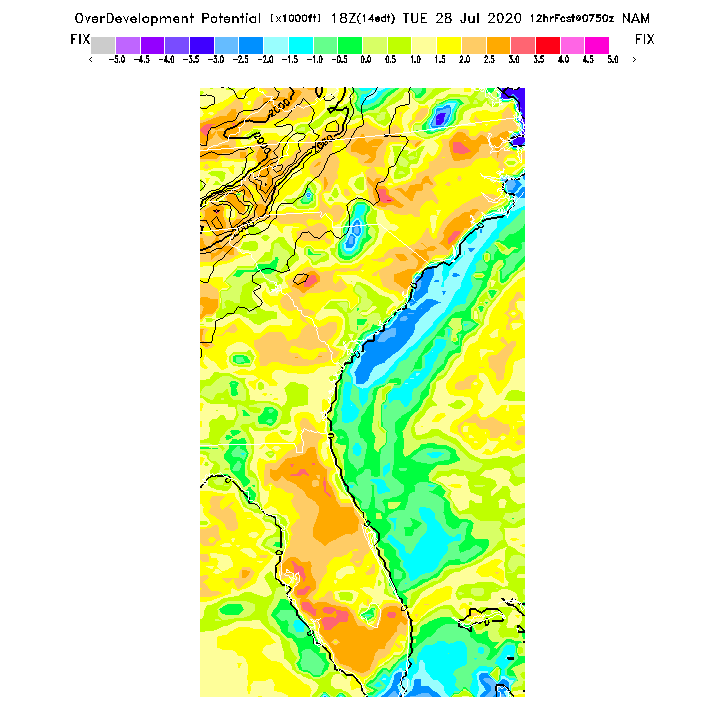 OverDevelopment Potential [x1000ft] 18Z(14edt) TUE 28 Jul 2020 12hrFcst@0750z NAM
FIX FIX
< -5.0 -4.5 -4.0 -3.5 -3.0 -2.5 -2.0 -1.5 -1.0 -0.5 0.0 0.5 1.0 1.5 2.0 2.5 3.0 3.5 4.0 4.5 5.0 >
2000